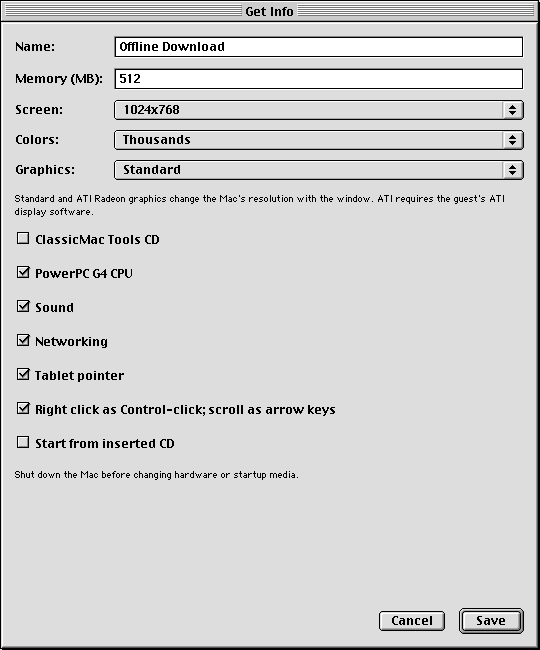 Get Info
Name: Offline Download
Memory (MB): 512
Screen: 1024x768
Colors: Thousands
Graphics: Standard
Standard and ATI Radeon graphics change the Mac's resolution with the window. ATI requires the guest's ATI
display software.
ClassicMac Tools CD
PowerPC G4 CPU
Sound
Networking
Tablet pointer
Right click as Control-click; scroll as arrow keys
Start from inserted CD
Shut down the Mac before changing hardware or startup media.
Cancel Save